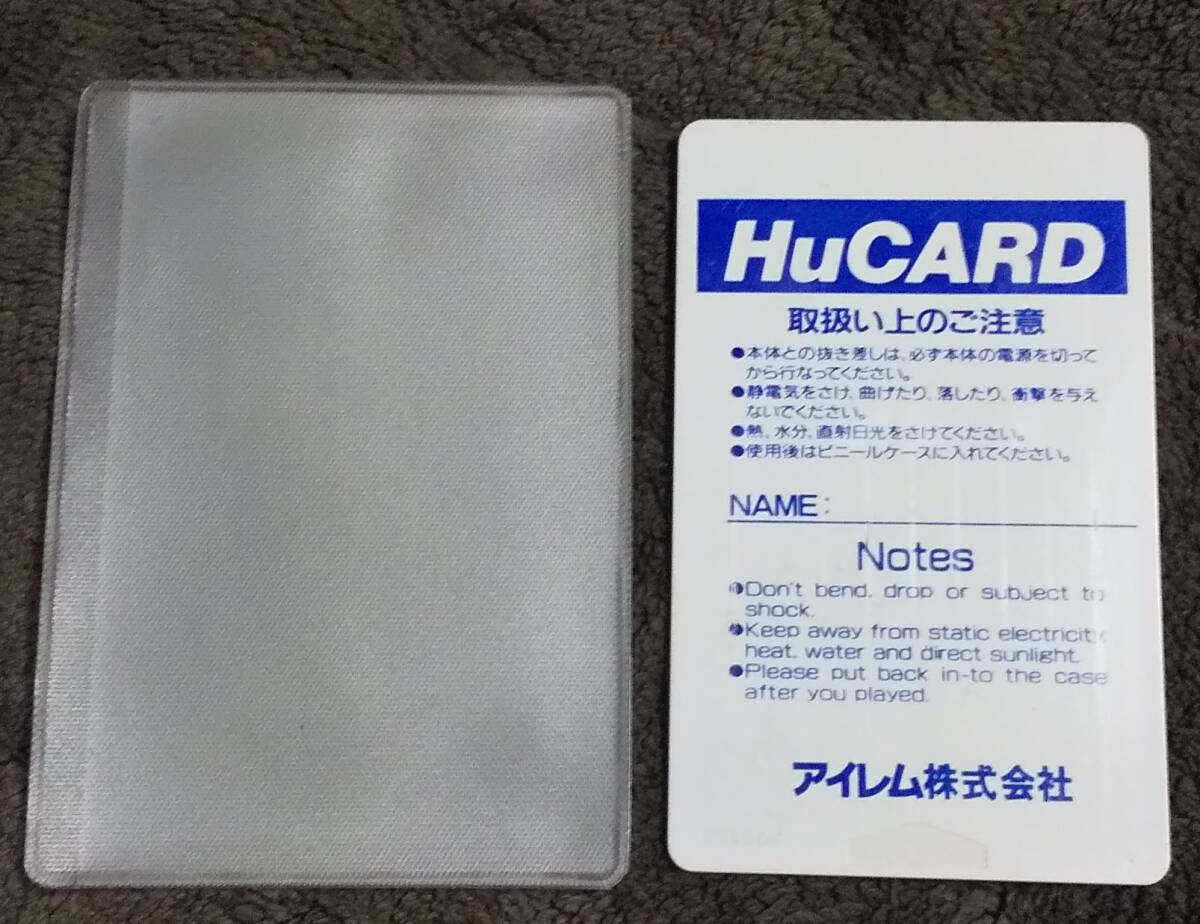 HuCARD
取扱い上のご注意
●本体との抜き差しは、必ず本体の電源を切って
から行なってください。
●静電気をさけ、曲げたり、落したり、衝撃を与え
ないでください。
●熱、水分、直射日光をさけてください。
●使用後はビニールケースに入れてください。
NAME:
Notes
●Don't bend, drop or subject to
shock.
●Keep away from static electricity,
heat, water and direct sunlight.
●Please put back in-to the case
after you played.
アイレム株式会社